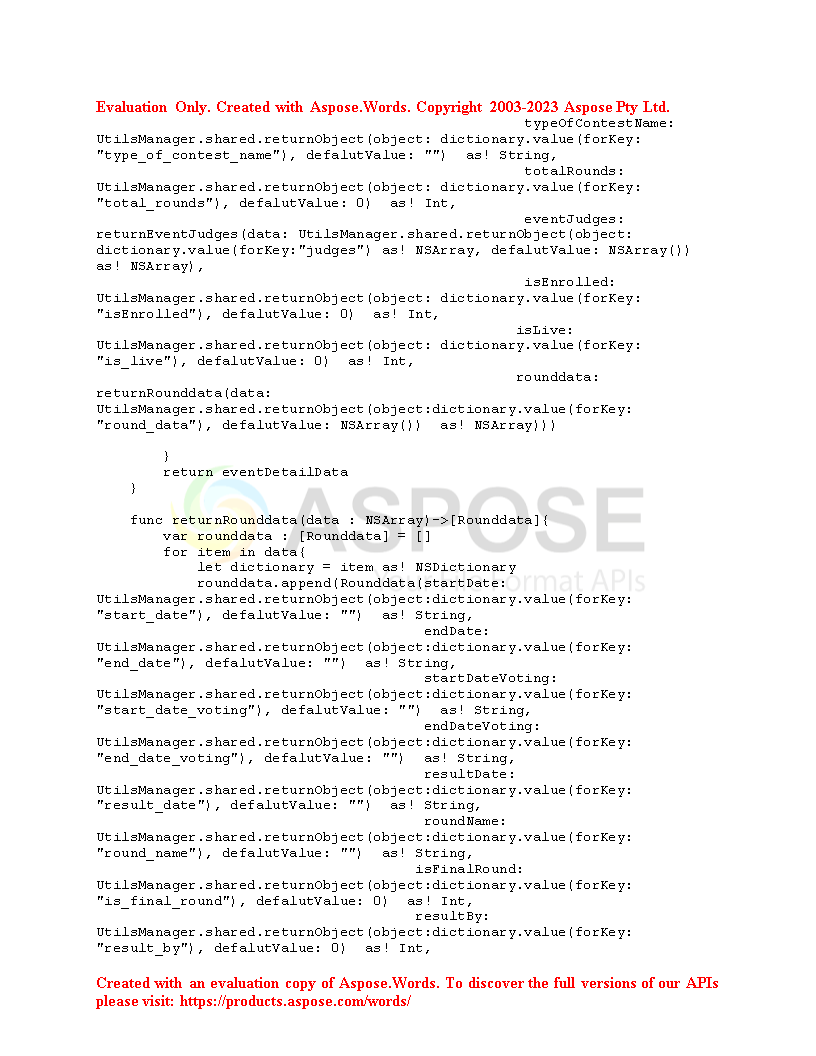 Evaluation Only. Created with Aspose.Words. Copyright 2003-2023 Aspose Pty Ltd.
typeOfContestName:
UtilsManager.shared.returnObject(object: dictionary.value(forKey:
"type_of_contest_name"), defalutValue: "")  as! String,
totalRounds:
UtilsManager.shared.returnObject(object: dictionary.value(forKey:
"total_rounds"), defalutValue: 0)  as! Int,
eventJudges:
returnEventJudges(data: UtilsManager.shared.returnObject(object:
dictionary.value(forKey:"judges") as! NSArray, defalutValue: NSArray())
as! NSArray),
isEnrolled:
UtilsManager.shared.returnObject(object: dictionary.value(forKey:
"isEnrolled"), defalutValue: 0)  as! Int,
isLive:
UtilsManager.shared.returnObject(object: dictionary.value(forKey:
"is_live"), defalutValue: 0)  as! Int,
rounddata:
returnRounddata(data:
UtilsManager.shared.returnObject(object:dictionary.value(forKey:
"round_data"), defalutValue: NSArray())  as! NSArray)))
}
return eventDetailData
}
ASPOSE
func returnRounddata(data : NSArray)->[Rounddata]{
var rounddata : [Rounddata] = []
for item in data{
let dictionary = item as! NSDictionary
rounddata.append(Rounddata(startDate:
UtilsManager.shared.returnObject(object:dictionary.value(forKey:
"start_date"), defalutValue: "")  as! String,
endDate:
UtilsManager.shared.returnObject(object:dictionary.value(forKey:
"end_date"), defalutValue: "")  as! String,
startDateVoting:
UtilsManager.shared.returnObject(object:dictionary.value(forKey:
"start_date_voting"), defalutValue: "")  as! String,
endDateVoting:
UtilsManager.shared.returnObject(object:dictionary.value(forKey:
"end_date_voting"), defalutValue: "")  as! String,
resultDate:
UtilsManager.shared.returnObject(object:dictionary.value(forKey:
"result_date"), defalutValue: "")  as! String,
roundName:
UtilsManager.shared.returnObject(object:dictionary.value(forKey:
"round_name"), defalutValue: "")  as! String,
isFinalRound:
UtilsManager.shared.returnObject(object:dictionary.value(forKey:
"is_final_round"), defalutValue: 0)  as! Int,
resultBy:
UtilsManager.shared.returnObject(object:dictionary.value(forKey:
"result_by"), defalutValue: 0)  as! Int,
Created with an evaluation copy of Aspose.Words. To discover the full versions of our APIs
please visit: https://products.aspose.com/words/